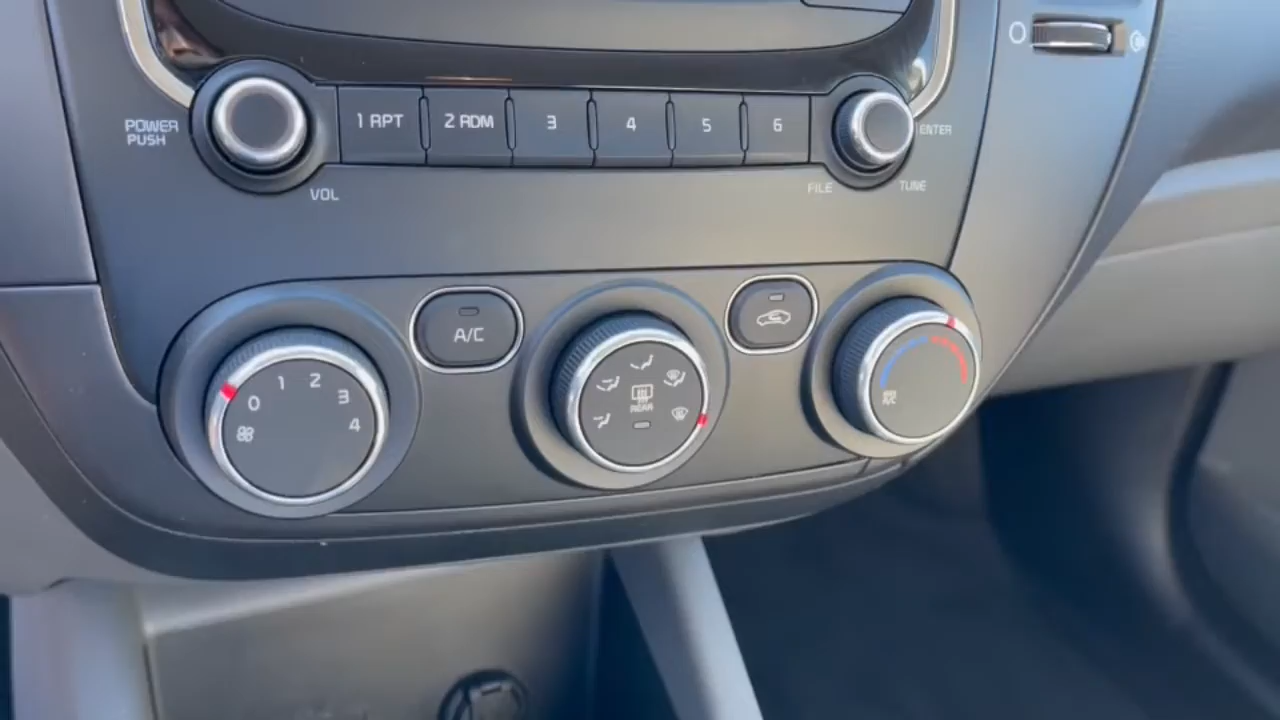 POWER
PUSH
VOL
1 RPT
2 RDM
3
4
5
6
ENTER
FILE
TUNE
A/C
0
1
2
3
4
REAR
A/C